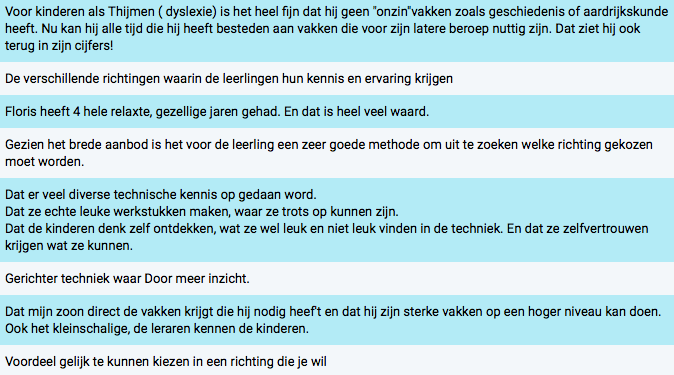 Voor kinderen als Thijmen ( dyslexie) is het heel fijn dat hij geen "onzin"vakken zoals geschiedenis of aardrijkskunde
heeft. Nu kan hij alle tijd die hij heeft besteden aan vakken die voor zijn latere beroep nuttig zijn. Dat ziet hij ook
terug in zijn cijfers!
De verschillende richtingen waarin de leerlingen hun kennis en ervaring krijgen
Floris heeft 4 hele relaxte, gezellige jaren gehad. En dat is heel veel waard.
Gezien het brede aanbod is het voor de leerling een zeer goede methode om uit te zoeken welke richting gekozen
moet worden.
Dat er veel diverse technische kennis op gedaan word.
Dat ze echte leuke werkstukken maken, waar ze trots op kunnen zijn.
Dat de kinderen denk zelf ontdekken, wat ze wel leuk en niet leuk vinden in de techniek. En dat ze zelfvertrouwen
krijgen wat ze kunnen.
Gerichter techniek waar Door meer inzicht.
Dat mijn zoon direct de vakken krijgt die hij nodig heeft en dat hij zijn sterke vakken op een hoger niveau kan doen.
Ook het kleinschalige, de leraren kennen de kinderen.
Voordeel gelijk te kunnen kiezen in een richting die je wil